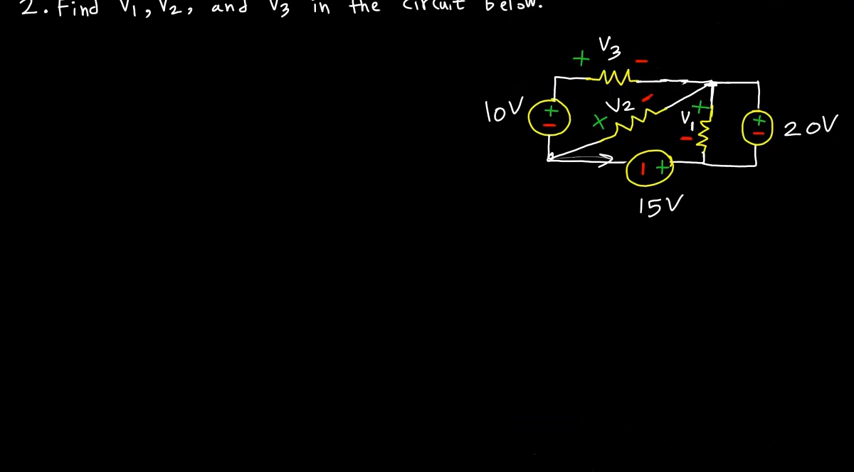 2. Find V1, V2, and V3 in the circuit below.
+ V3 -
10V + - + V2 - V1 + - + - 20V
- +
15V